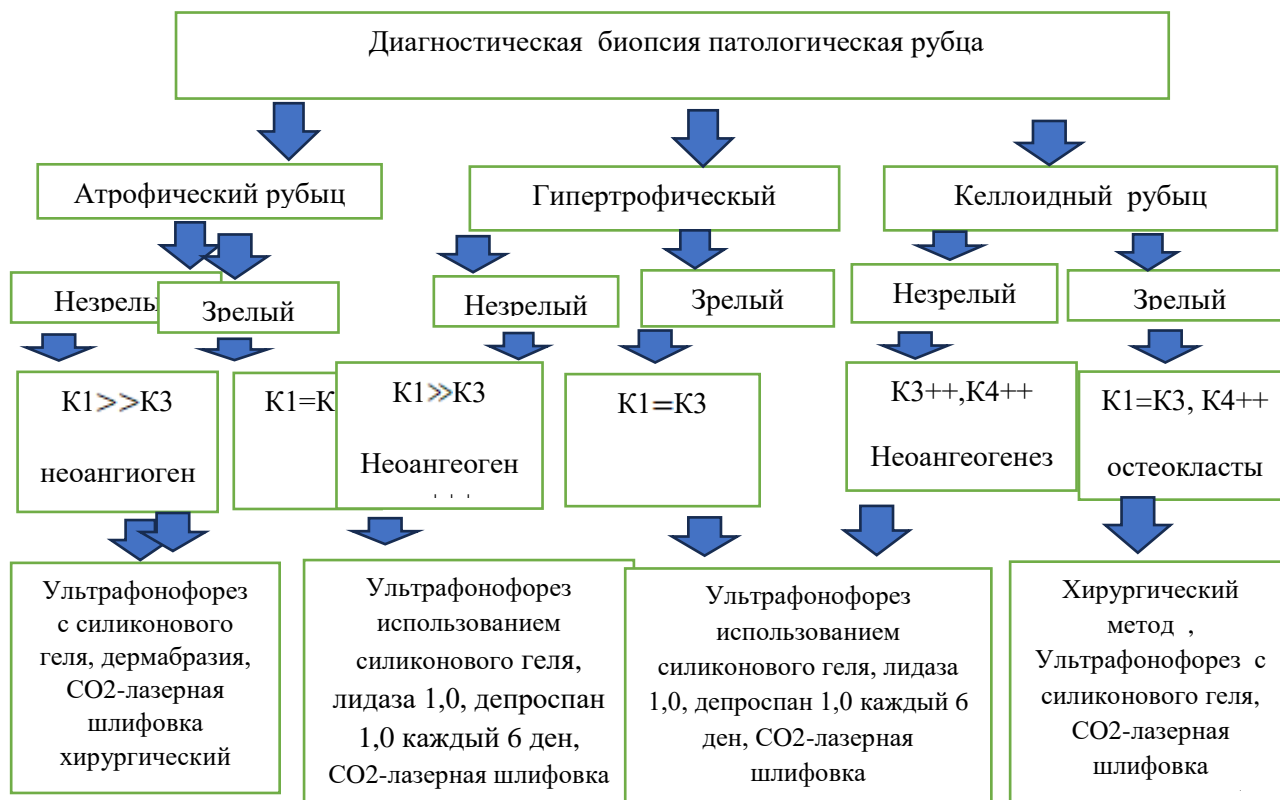 Диагностическая биопсия патологическая рубца
Атрофический рубыц
Гипертрофическый
Келлоидный рубыц
Незрелы
Зрелый
Незрелый
Зрелый
Незрелый
Зрелый
К1>>К3
неоангиоген
К1=К
К1>>К3
Неоангеоген
К1=К3
К3++,К4++
Неоангеогенез
К1=К3, К4++
остеокласты
Ультрафонофорез
с силиконового
геля, дермабразия,
СО2-лазерная
шлифовка
хирургический
Ультрафонофорез
использованием
силиконового геля,
лидаза 1,0, депроспан
1,0 каждый 6 ден,
СО2-лазерная шлифовка
Ультрафонофорез
использованием
силиконового геля, лидаза
1,0, депроспан 1,0 каждый 6
ден, СО2-лазерная
шлифовка
Хирургический
метод ,
Ультрафонофорез с
силиконового геля,
СО2-лазерная
шлифовка